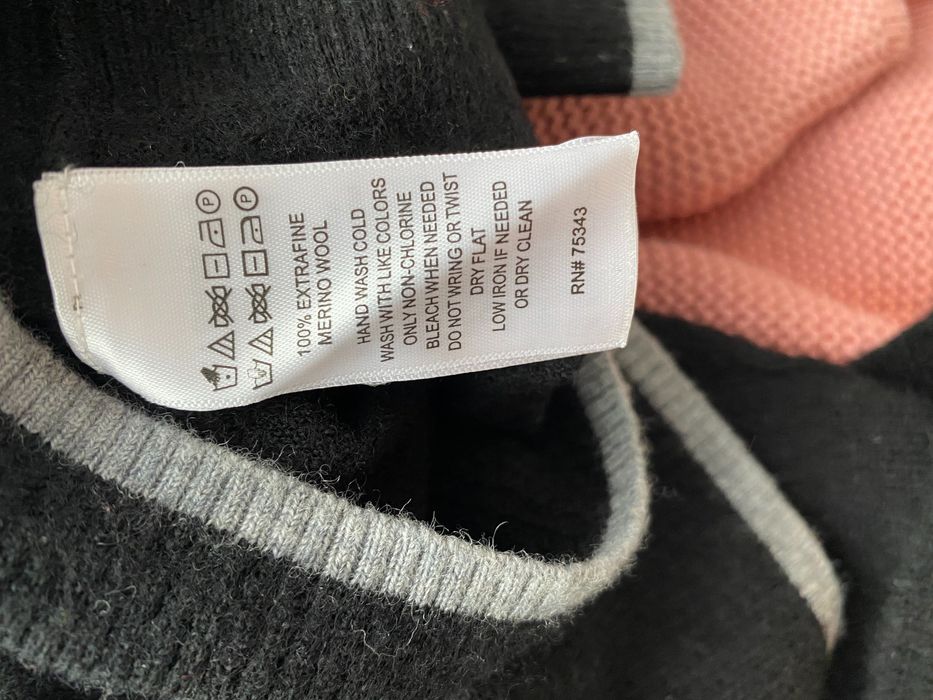 100% EXTRAFINE
MERINO WOOL
HAND WASH COLD
WASH WITH LIKE COLORS
ONLY NON-CHLORINE
BLEACH WHEN NEEDED
DO NOT WRING OR TWIST
DRY FLAT
LOW IRON IF NEEDED
OR DRY CLEAN
RN# 75343